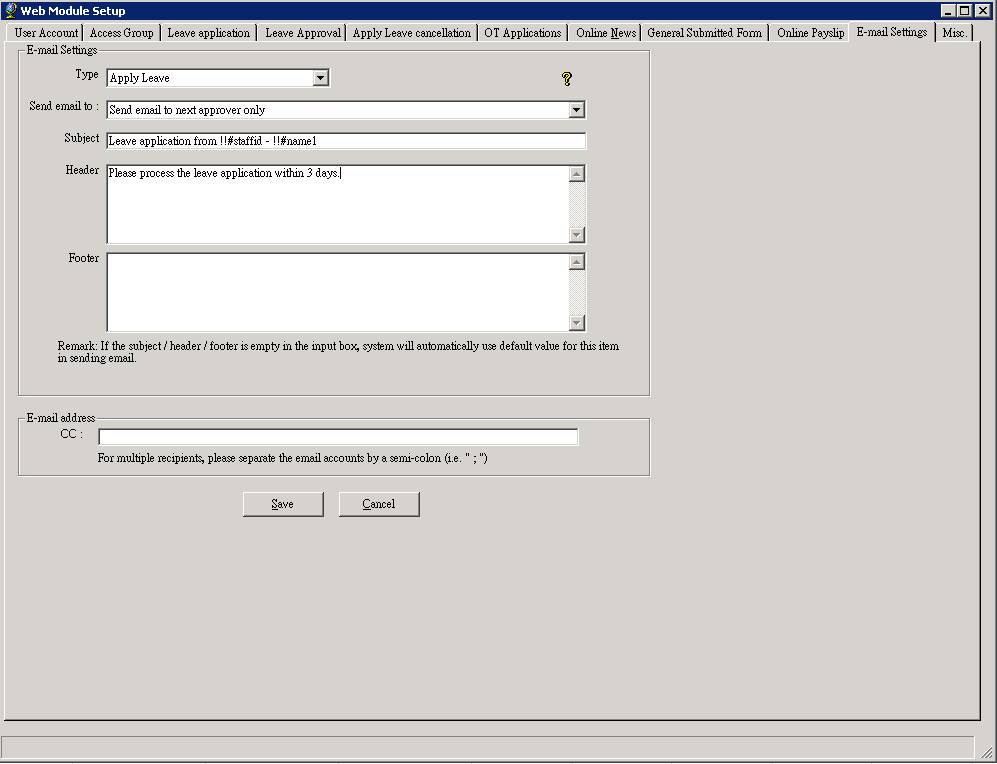 Web Module Setup
User Account Access Group Leave application Leave Approval Apply Leave cancellation OT Applications Online News General Submitted Form Online Payslip E-mail Settings Misc.
E-mail Settings
Type Apply Leave ?
Send email to : Send email to next approver only
Subject Leave application from !!#staffid - !!#name1
Header Please process the leave application within 3 days.
Footer
Remark: If the subject / header / footer is empty in the input box, system will automatically use default value for this item
in sending email.
E-mail address
CC :
For multiple recipients, please separate the email accounts by a semi-colon (i.e. " ; ")
Save Cancel